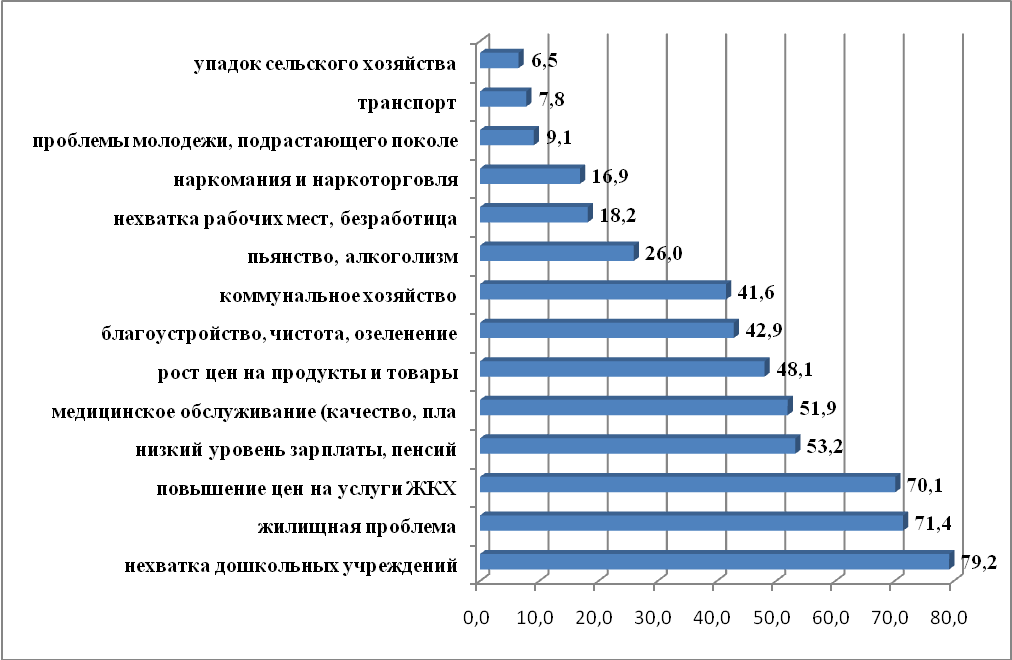 упадок сельского хозяйства 6,5
транспорт 7,8
проблемы молодежи, подрастающего поколе 9,1
наркомания и наркоторговля 16,9
нехватка рабочих мест, безработица 18,2
пьянство, алкоголизм 26,0
коммунальное хозяйство 41,6
благоустройство, чистота, озеленение 42,9
рост цен на продукты и товары 48,1
медицинское обслуживание (качество, пла 51,9
низкий уровень зарплаты, пенсий 53,2
повышение цен на услуги ЖКХ 70,1
жилищная проблема 71,4
нехватка дошкольных учреждений 79,2
0,0 10,0 20,0 30,0 40,0 50,0 60,0 70,0 80,0